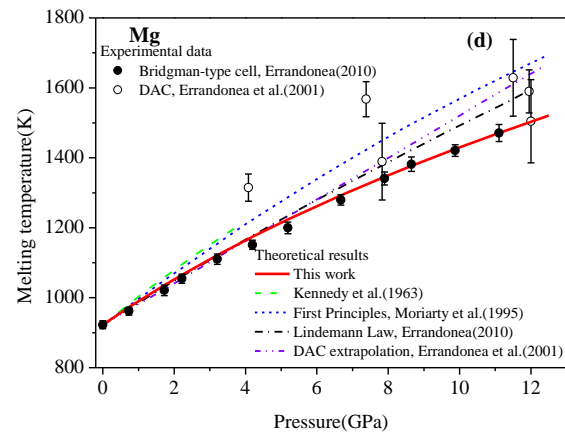 Mg
(d)
Experimental data
Bridgman-type cell, Errandonea(2010)
DAC, Errandonea et al.(2001)
1800
1600
1400
1200
1000
800
Melting temperature(K)
Theoretical results
This work
Kennedy et al.(1963)
First Principles, Moriarty et al.(1995)
Lindemann Law, Errandonea(2010)
DAC extrapolation, Errandonea et al.(2001)
0 2 4 6 8 10 12
Pressure(GPa)